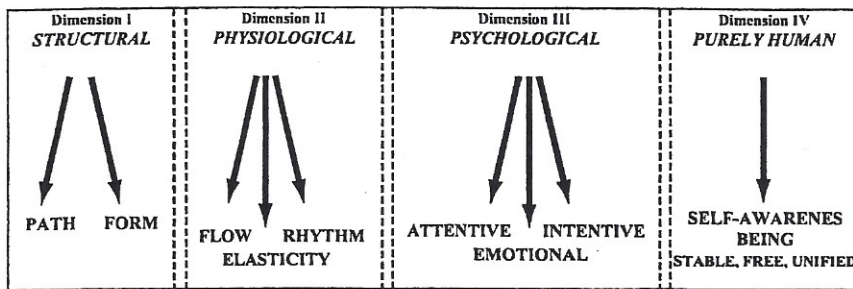 Dimension I
STRUCTURAL
PATH FORM
Dimension II
PHYSIOLOGICAL
FLOW RHYTHM
ELASTICITY
Dimension III
PSYCHOLOGICAL
ATTENTIVE INTENTIVE
EMOTIONAL
Dimension IV
PURELY HUMAN
SELF-AWARENES
BEING
STABLE, FREE, UNIFIED